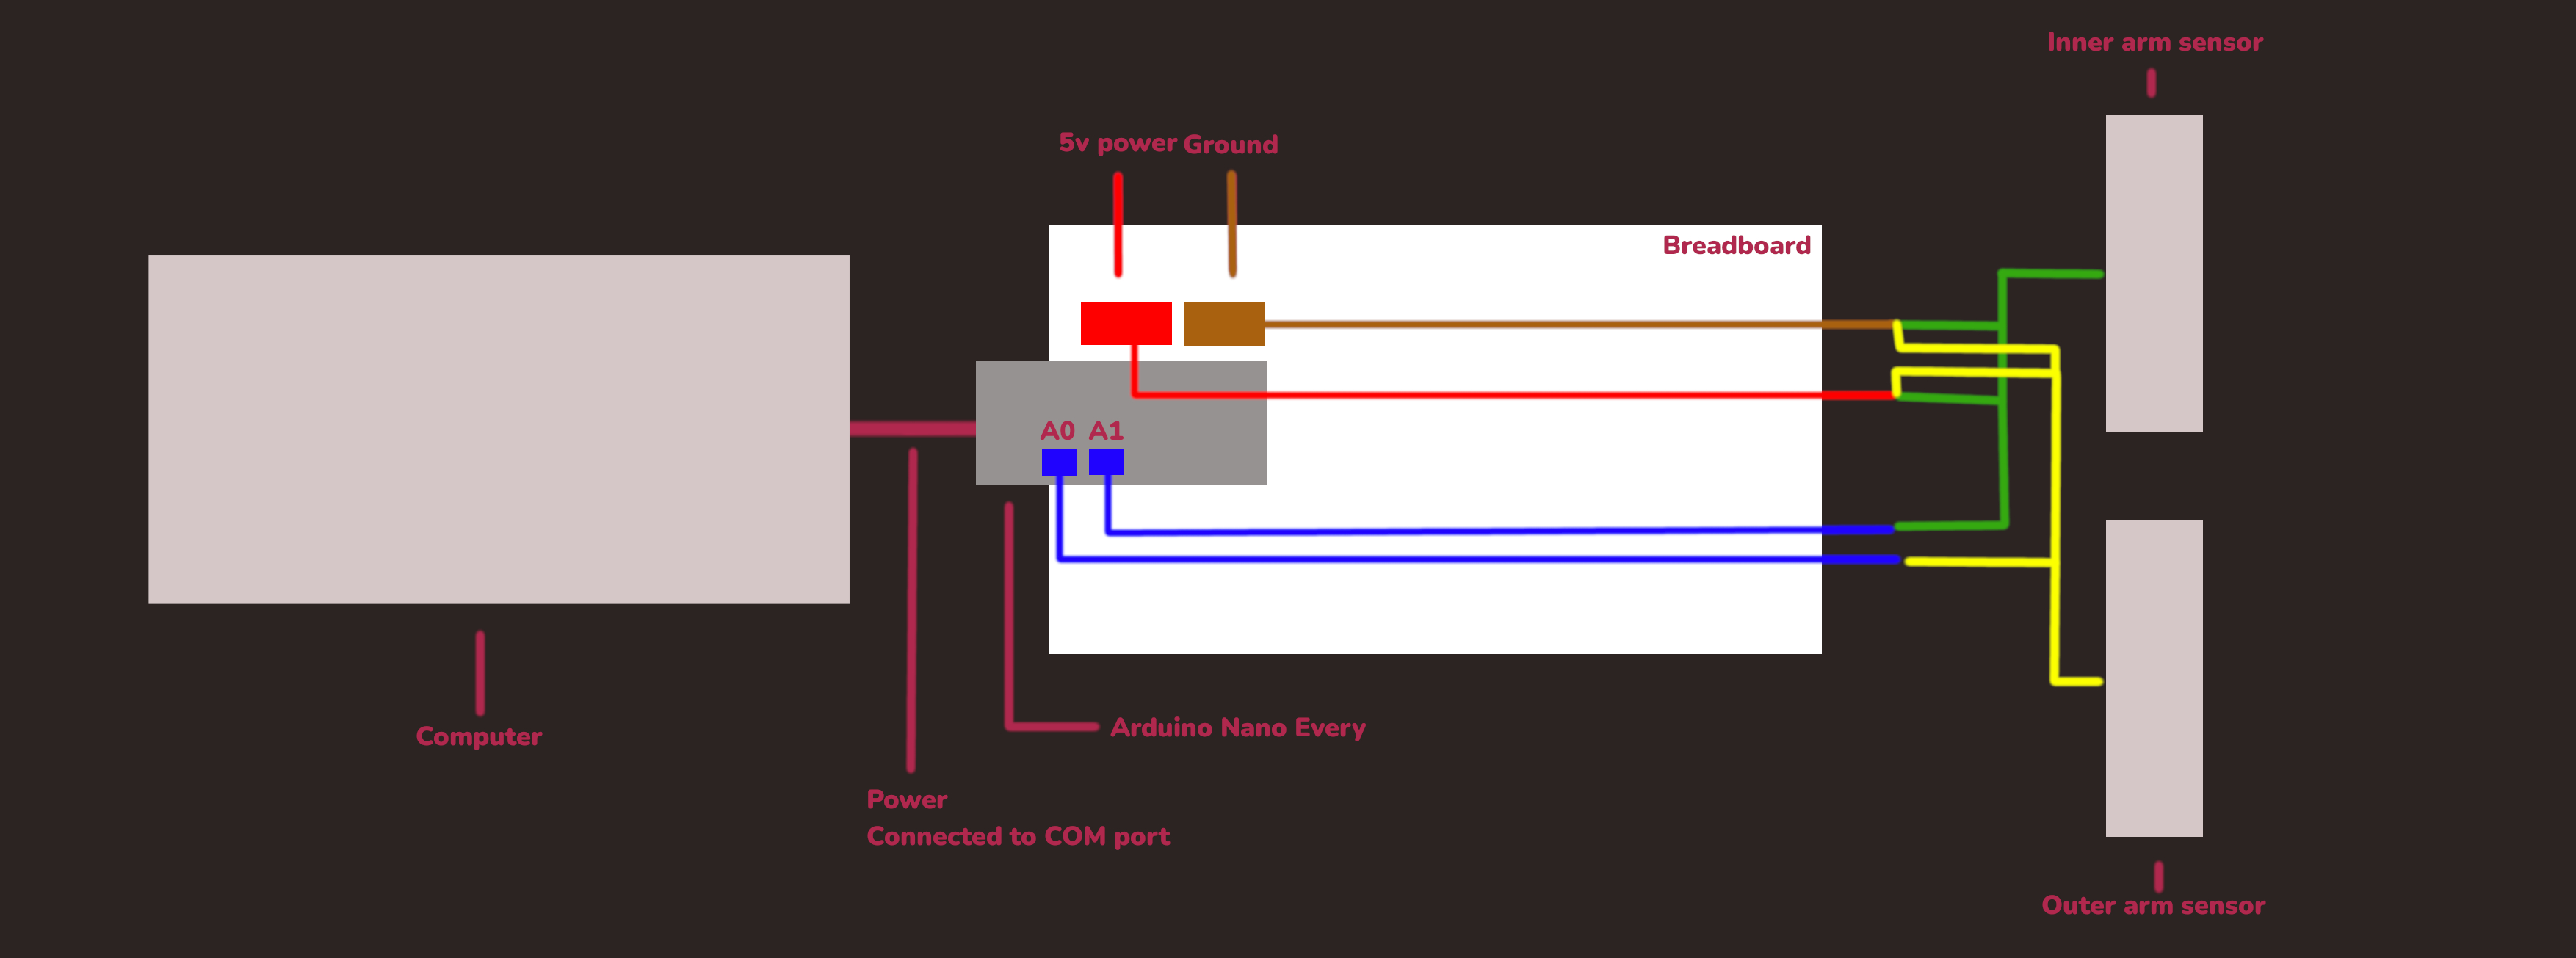 Inner arm sensor
5v power
Ground
Breadboard
A0
A1
Arduino Nano Every
Computer
Power
Connected to COM port
Outer arm sensor